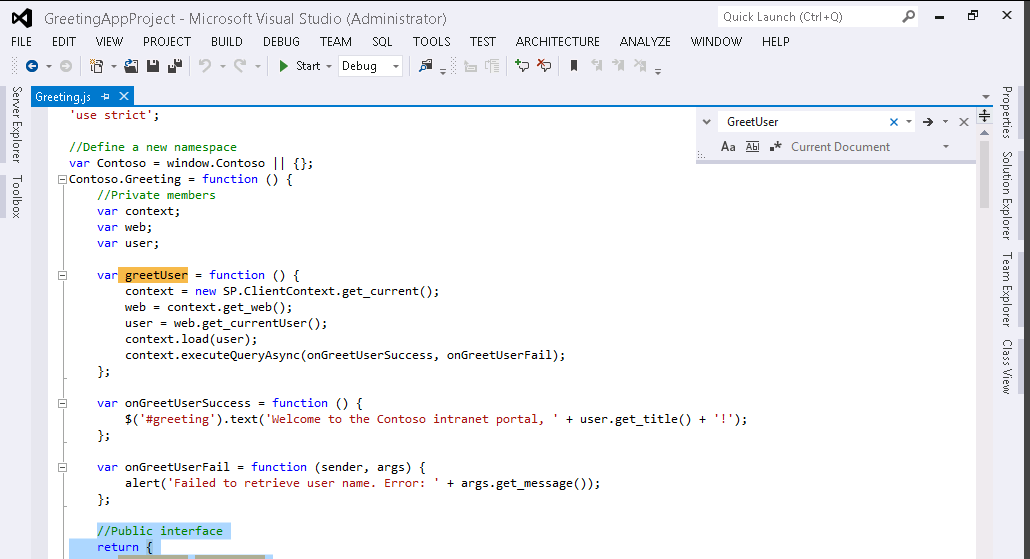 GreetingAppProject - Microsoft Visual Studio (Administrator)
Quick Launch (Ctrl+Q)
FILE EDIT VIEW PROJECT BUILD DEBUG TEAM SQL TOOLS TEST ARCHITECTURE ANALYZE WINDOW HELP
Start Debug
Server Explorer
Toolbox
Greeting.js
GreetUser
Aa Ab Current Document
'use strict';
//Define a new namespace
var Contoso = window.Contoso || {};
Contoso.Greeting = function () {
//Private members
var context;
var web;
var user;
var greetUser = function () {
context = new SP.ClientContext.get_current();
web = context.get_web();
user = web.get_currentUser();
context.load(user);
context.executeQueryAsync(onGreetUserSuccess, onGreetUserFail);
};
var onGreetUserSuccess = function () {
$('#greeting').text('Welcome to the Contoso intranet portal, ' + user.get_title() + '!');
};
var onGreetUserFail = function (sender, args) {
alert('Failed to retrieve user name. Error: ' + args.get_message());
};
//Public interface
return {
Properties
Solution Explorer
Team Explorer
Class View